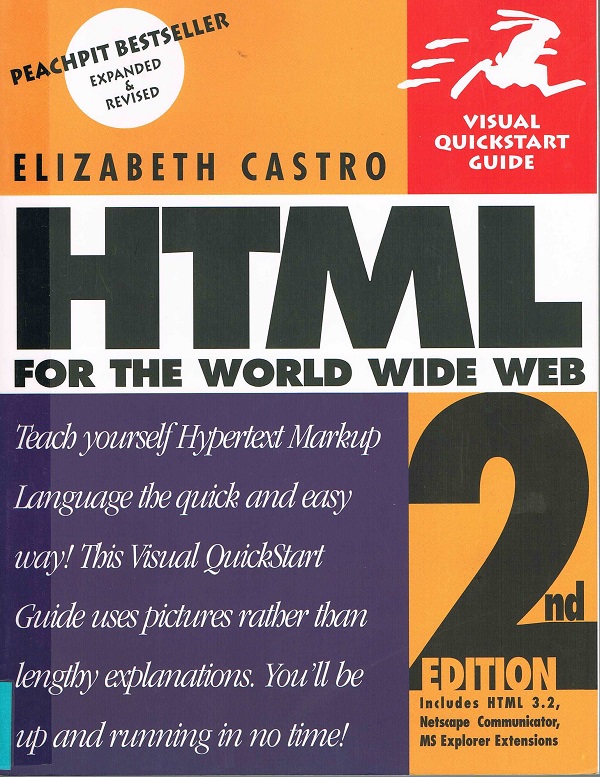 PEACHPIT BESTSELLER
EXPANDED
&
REVISED
VISUAL
QUICKSTART
GUIDE
ELIZABETH CASTRO
HTML
FOR THE WORLD WIDE WEB
Teach yourself Hypertext Markup
Language the quick and easy
way! This Visual QuickStart
Guide uses pictures rather than
lengthy explanations. You'll be
up and running in no time!
2nd
EDITION
Includes HTML 3.2,
Netscape Communicator,
MS Explorer Extensions